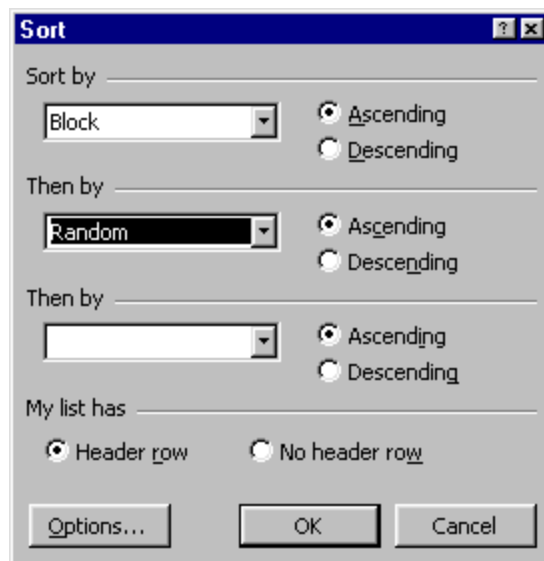 Sort
Sort by
Block
Ascending
Descending
Then by
Random
Ascending
Descending
Then by
Ascending
Descending
My list has
Header row
No header row
Options...
OK
Cancel